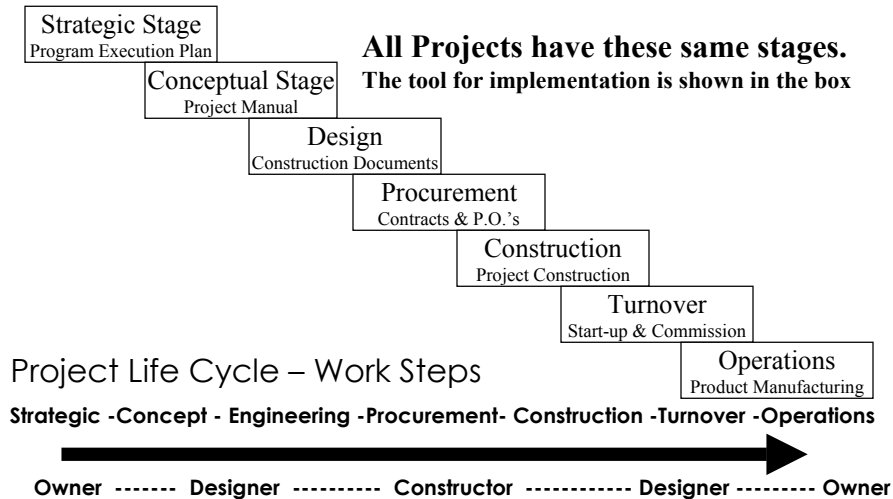 Strategic Stage
Program Execution Plan
All Projects have these same stages.
The tool for implementation is shown in the box
Conceptual Stage
Project Manual
Design
Construction Documents
Procurement
Contracts & P.O.'s
Construction
Project Construction
Turnover
Start-up & Commission
Operations
Product Manufacturing
Project Life Cycle – Work Steps
Strategic -Concept - Engineering -Procurement- Construction -Turnover -Operations
Owner ------- Designer ---------- Constructor ----------- Designer --------- Owner